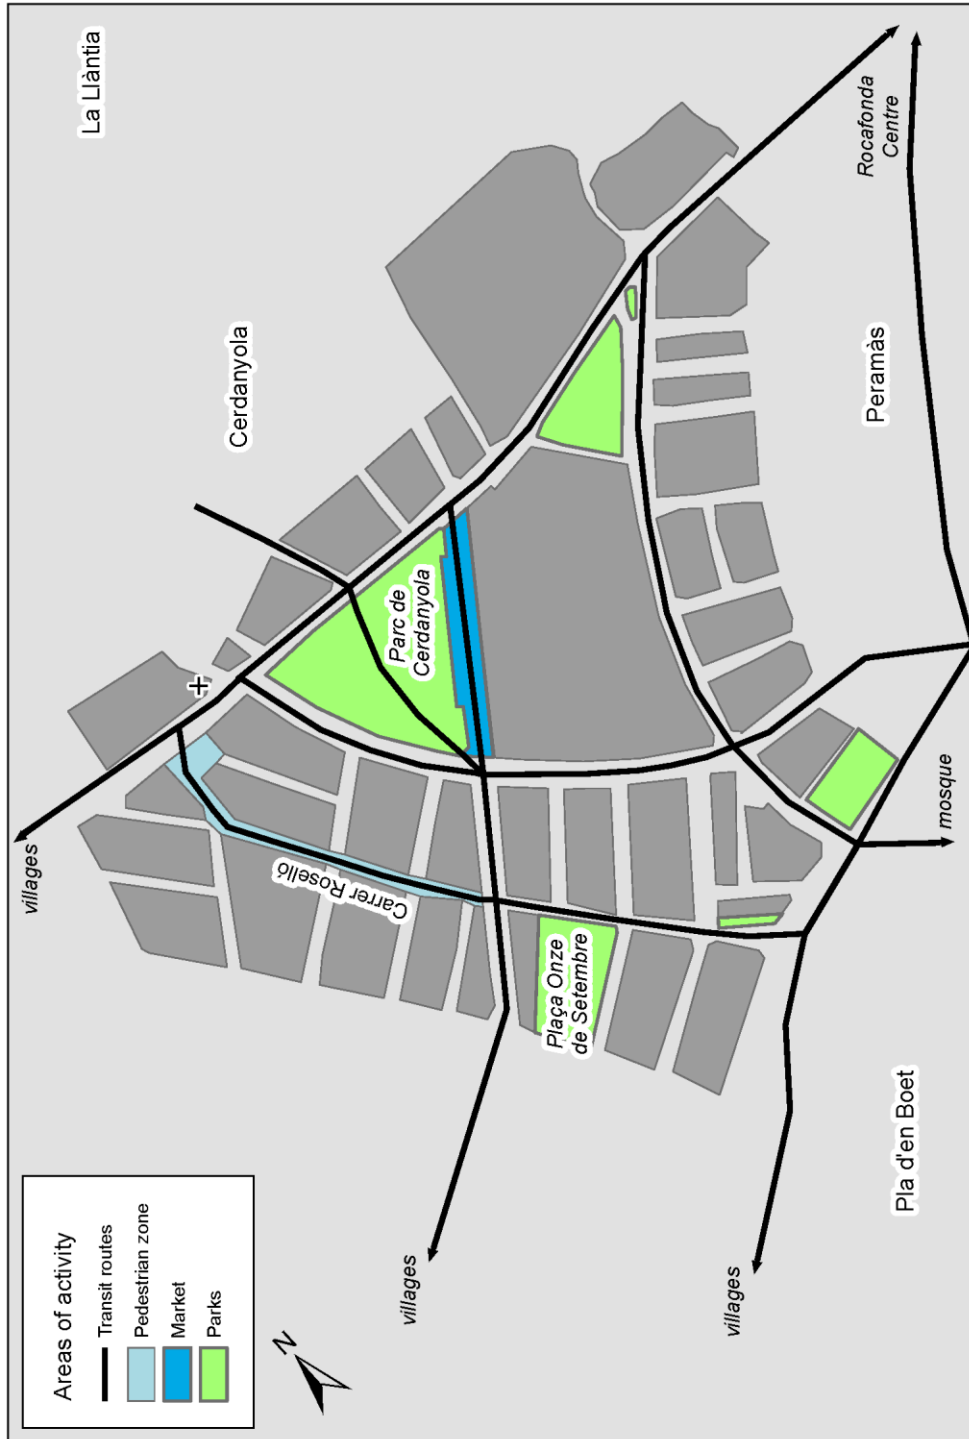 La Llàntia
Cerdanyola
Rocafonda
Centre
Peramàs
Parc de
Cerdanyola
villages
Carrer Roselló
Plaça Onze
de Setembre
mosque
villages
villages
Pla d'en Boet
Areas of activity
Transit routes
Pedestrian zone
Market
Parks
N